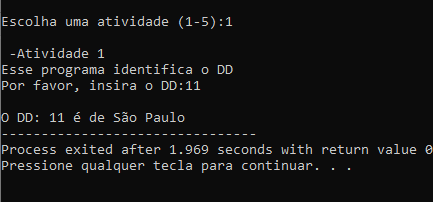 Escolha uma atividade (1-5):1
-Atividade 1
Esse programa identifica o DD
Por favor, insira o DD:11
O DD: 11 é de São Paulo
--------------------------------
Process exited after 1.969 seconds with return value 0
Pressione qualquer tecla para continuar. . .